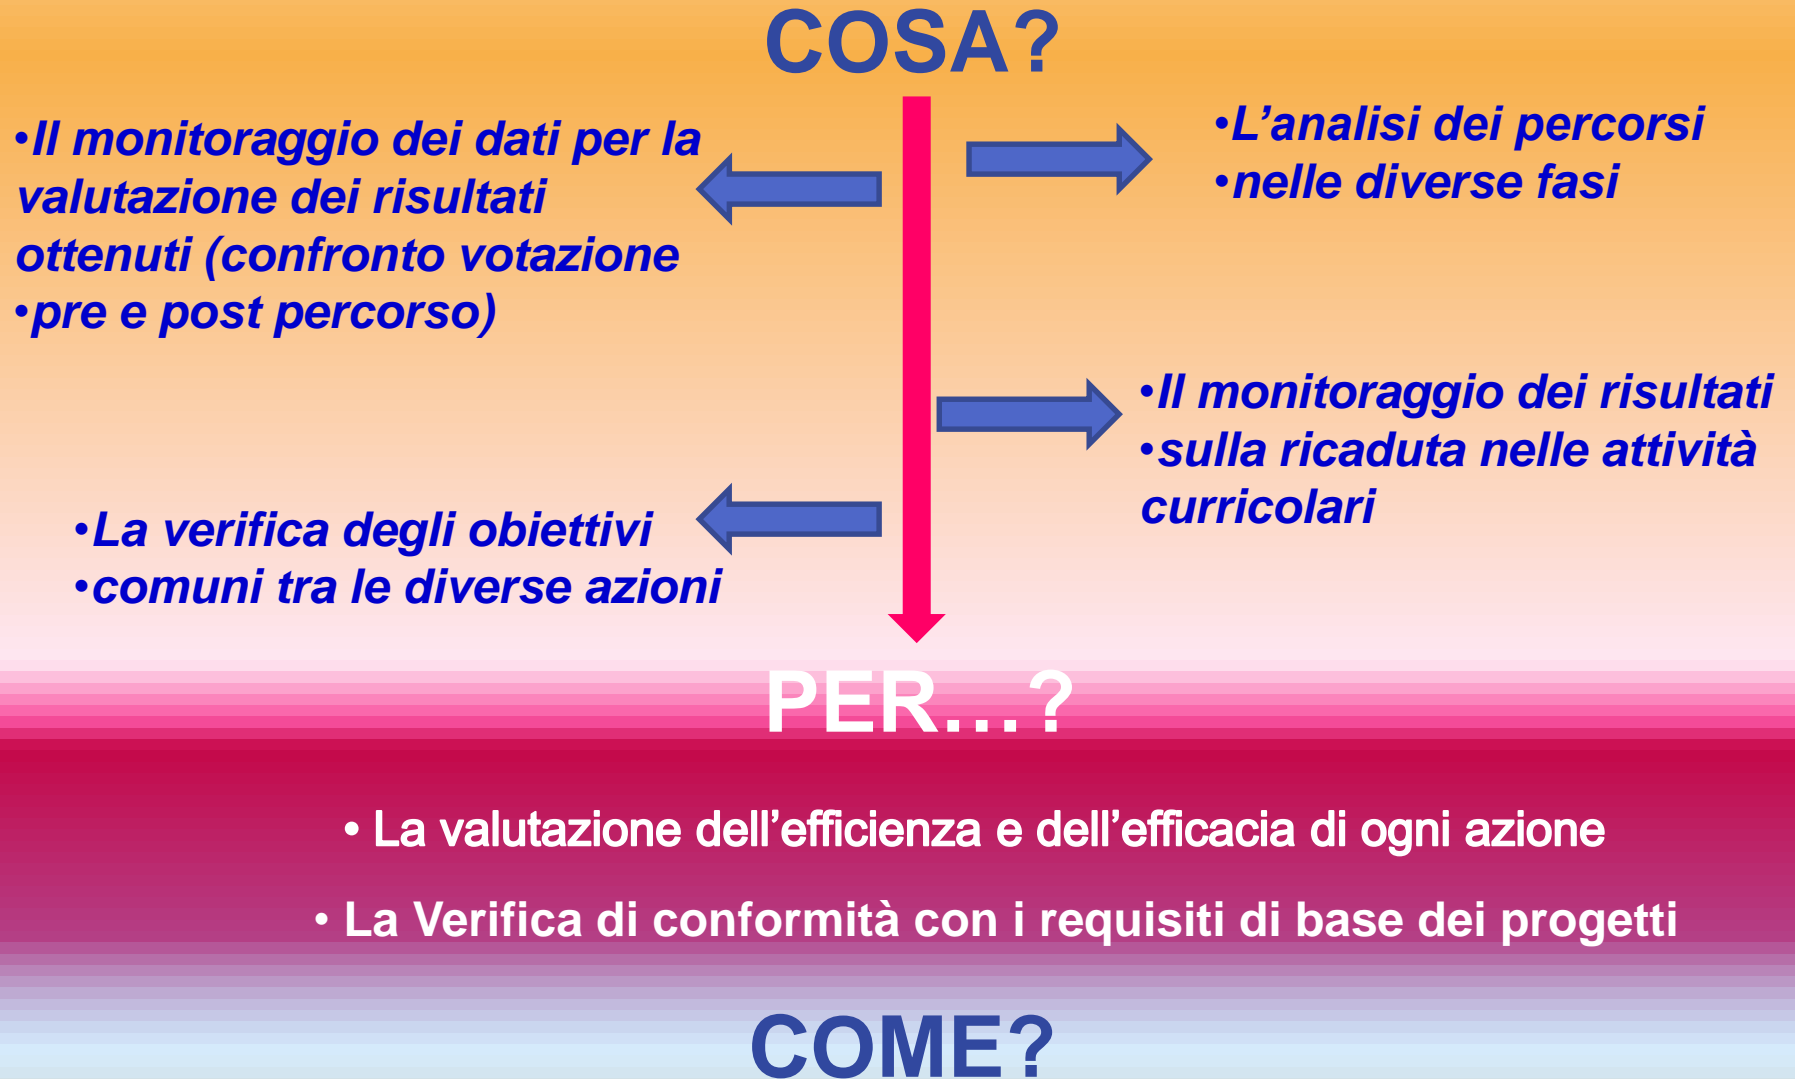 COSA?
•Il monitoraggio dei dati per la
valutazione dei risultati
ottenuti (confronto votazione
•pre e post percorso)
•L’analisi dei percorsi
•nelle diverse fasi
•Il monitoraggio dei risultati
•sulla ricaduta nelle attività
curricolari
•La verifica degli obiettivi
•comuni tra le diverse azioni
PER…?
• La valutazione dell’efficienza e dell’efficacia di ogni azione
• La Verifica di conformità con i requisiti di base dei progetti
COME?